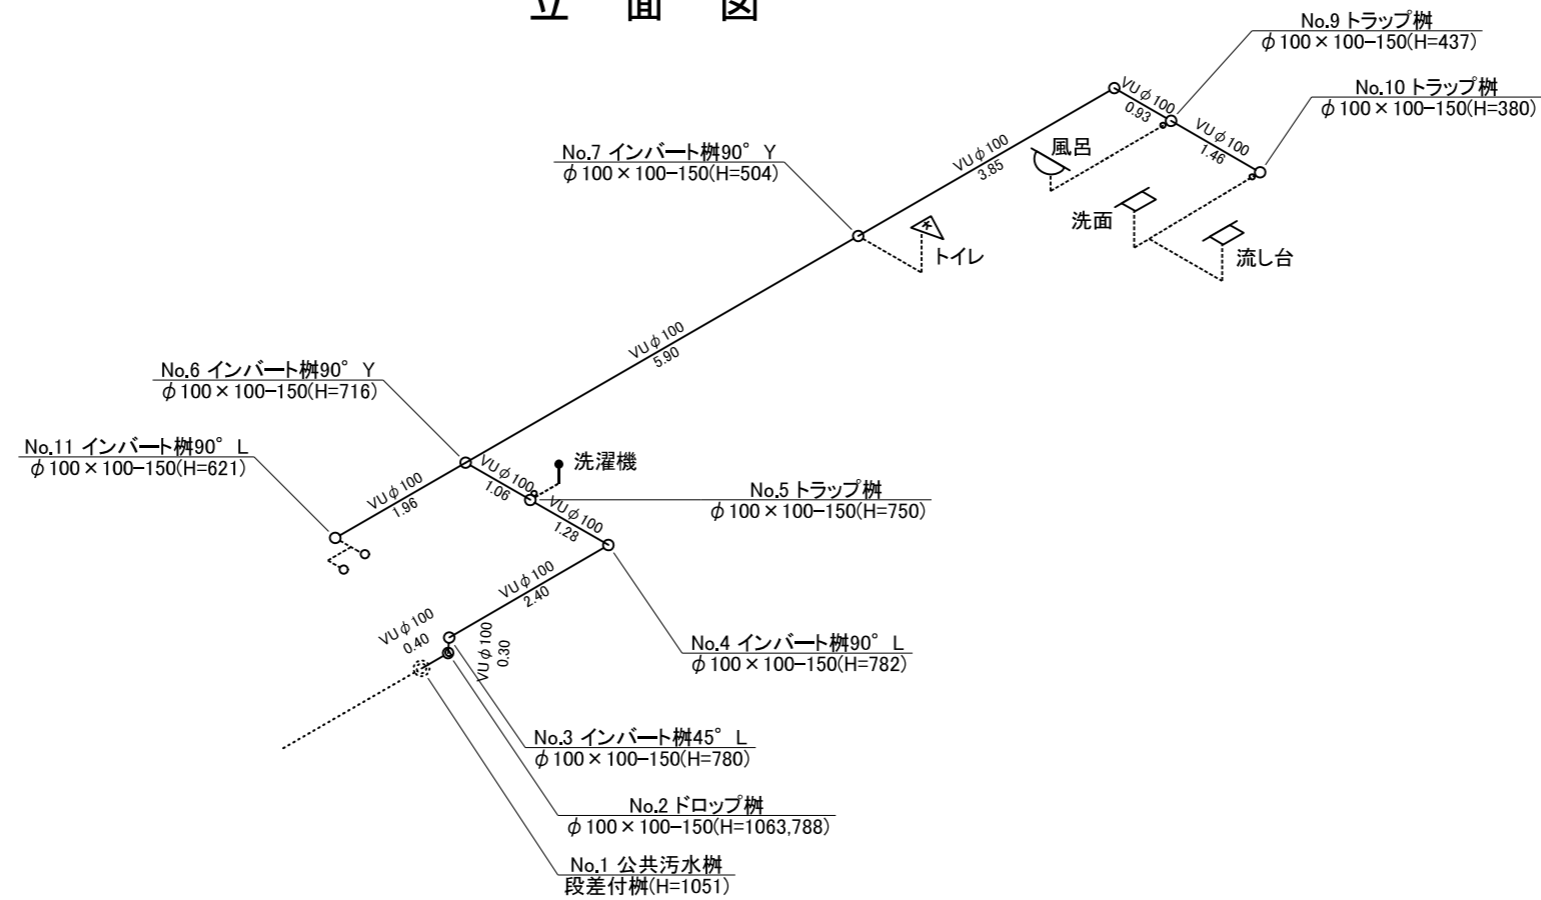 立 面 図
No.9 トラップ桝
φ100×100-150(H=437)
No.10 トラップ桝
φ100×100-150(H=380)
VUφ100
0.93
VUφ100
1.46
No.7 インバート桝90° Y
φ100×100-150(H=504)
VUφ100
3.85
風呂
洗面
流し台
トイレ
VUφ100
5.90
No.6 インバート桝90° Y
φ100×100-150(H=716)
No.11 インバート桝90° L
φ100×100-150(H=621)
VUφ100
1.96
VUφ100
1.06
洗濯機
No.5 トラップ桝
φ100×100-150(H=750)
VUφ100
1.28
VUφ100
2.40
VUφ100
0.40
VUφ100
0.30
No.4 インバート桝90° L
φ100×100-150(H=782)
No.3 インバート桝45° L
φ100×100-150(H=780)
No.2 ドロップ桝
φ100×100-150(H=1063,788)
No.1 公共汚水桝
段差付桝(H=1051)